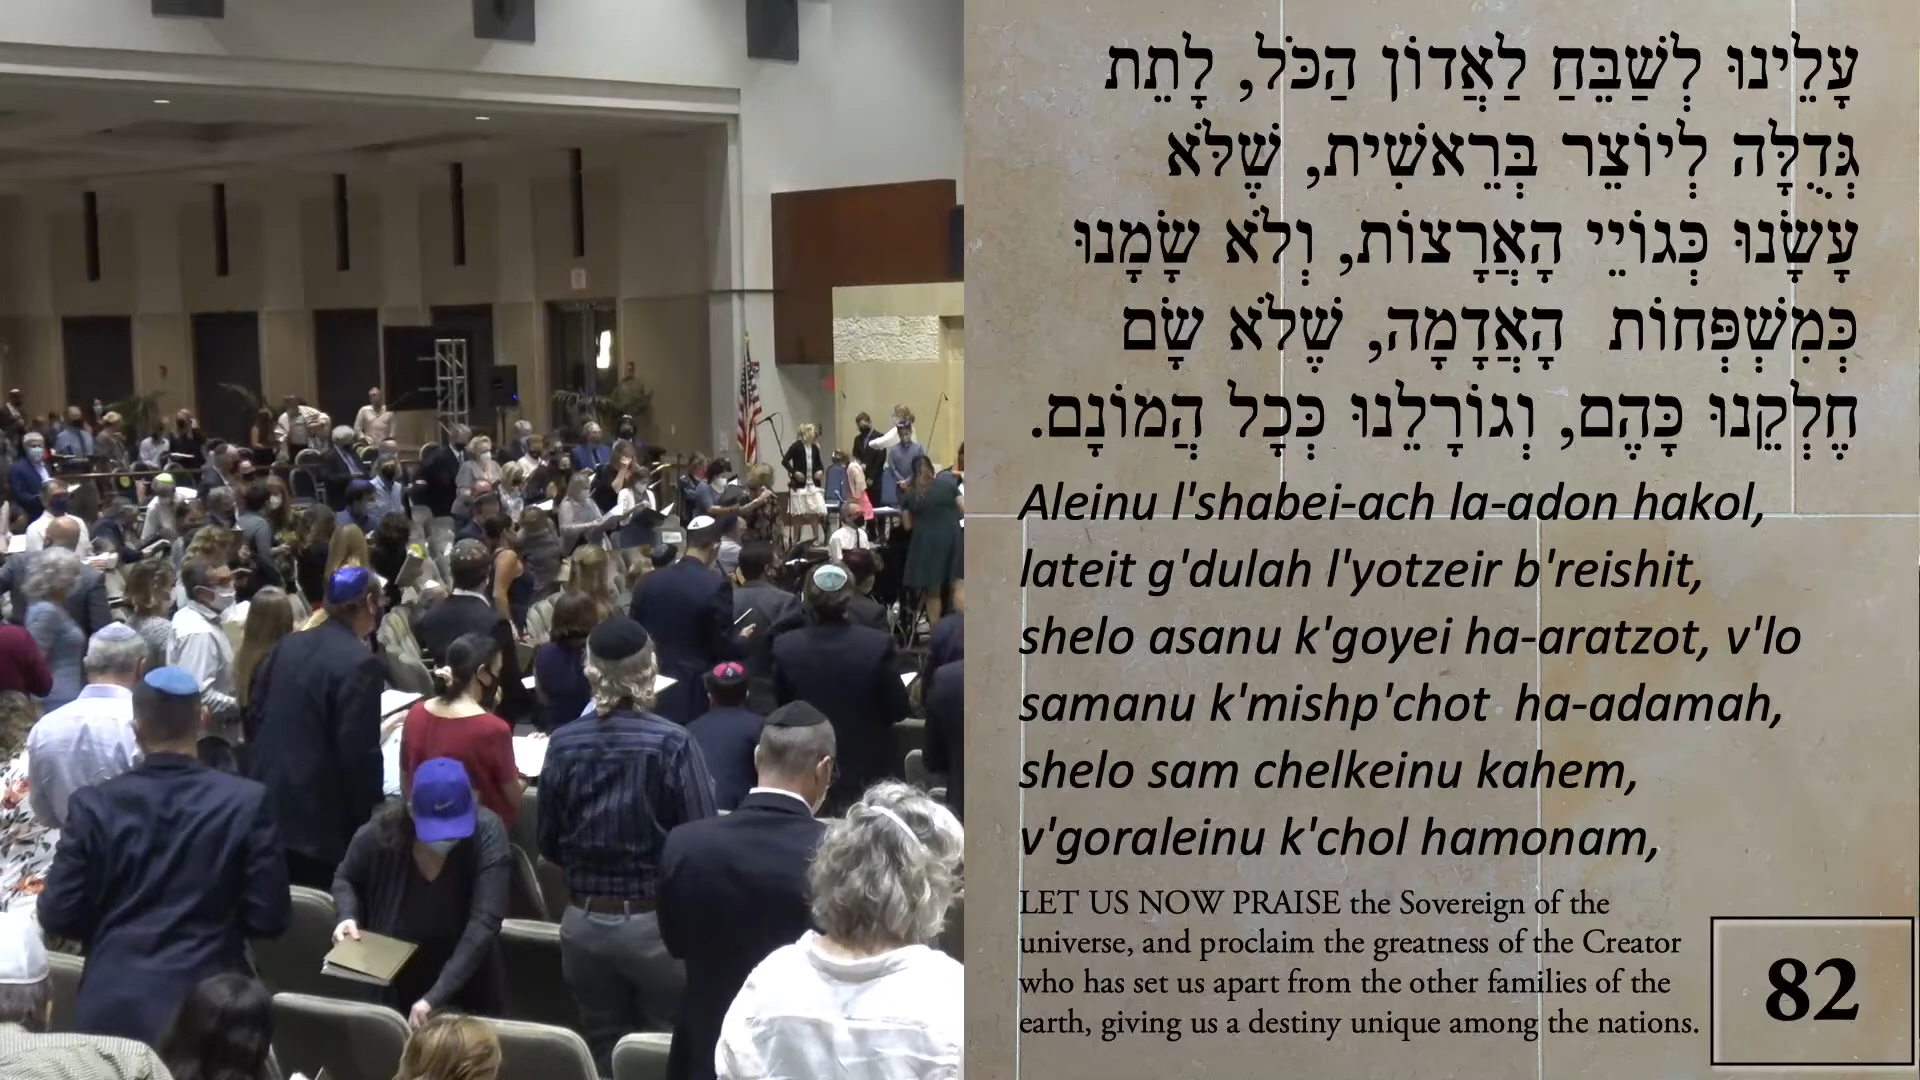 עָלֵינוּ לְשַׁבֵּחַ לַאֲדוֹן הַכֹּל, לָתֵת
גְּדֻלָּה לְיוֹצֵר בְּרֵאשִׁית, שֶׁלֹּא
עָשָׂנוּ כְּגוֹיֵי הָאֲרָצוֹת, וְלֹא שָׂמָנוּ
כְּמִשְׁפְּחוֹת הָאֲדָמָה, שֶׁלֹּא שָׂם
חֶלְקֵנוּ כָּהֶם, וְגוֹרָלֵנוּ כְּכָל הֲמוֹנָם.
Aleinu l'shabei-ach la-adon hakol,
lateit g'dulah l'yotzeir b'reishit,
shelo asanu k'goyei ha-aratzot, v'lo
samanu k'mishp'chot ha-adamah,
shelo sam chelkeinu kahem,
v'goraleinu k'chol hamonam,
LET US NOW PRAISE the Sovereign of the
universe, and proclaim the greatness of the Creator
who has set us apart from the other families of the
earth, giving us a destiny unique among the nations.
82